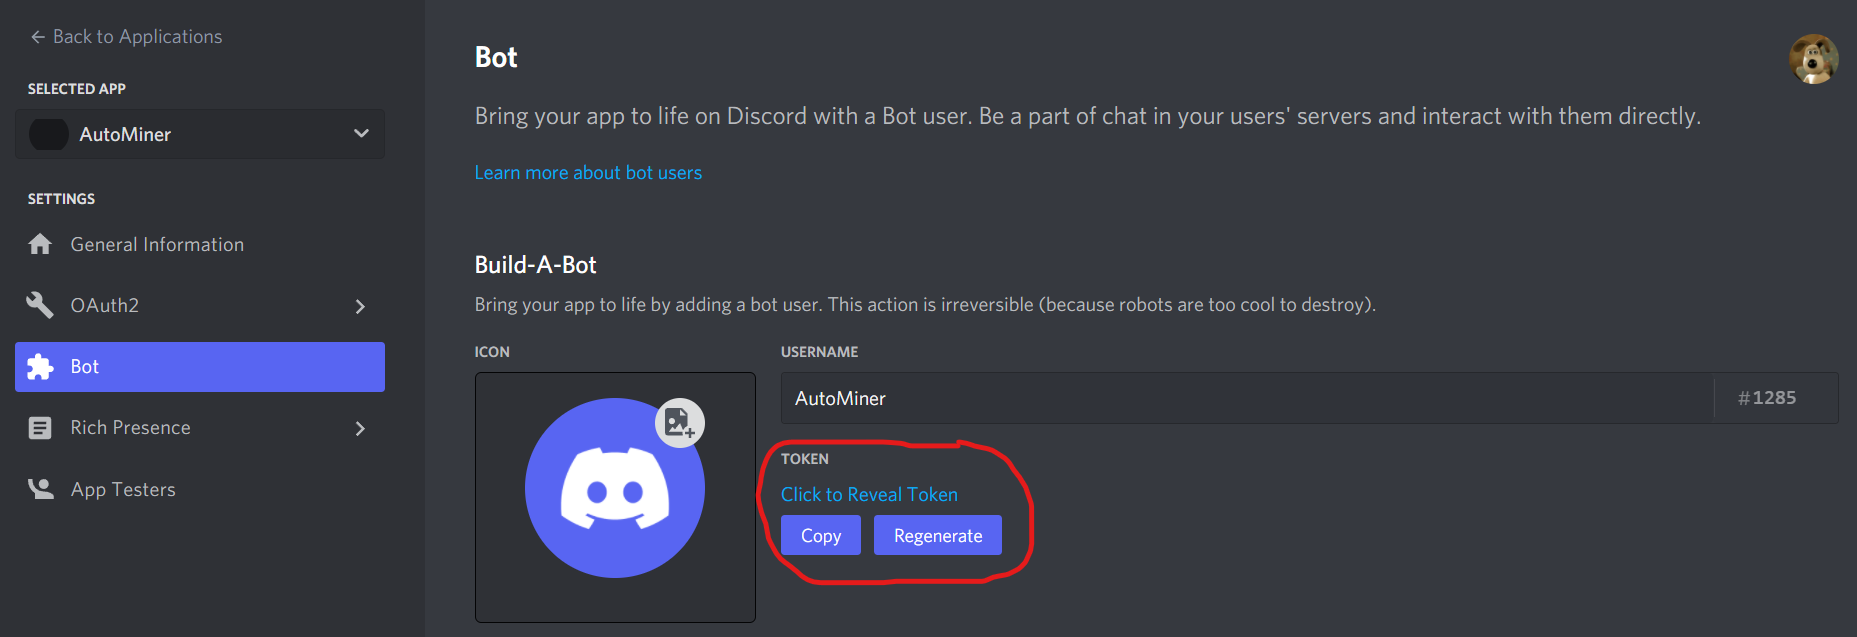 ← Back to Applications
SELECTED APP
AutoMiner
SETTINGS
General Information
OAuth2
Bot
Rich Presence
App Testers
Bot
Bring your app to life on Discord with a Bot user. Be a part of chat in your users' servers and interact with them directly.
Learn more about bot users
Build-A-Bot
Bring your app to life by adding a bot user. This action is irreversible (because robots are too cool to destroy).
ICON
USERNAME
AutoMiner #1285
TOKEN
Click to Reveal Token
Copy Regenerate